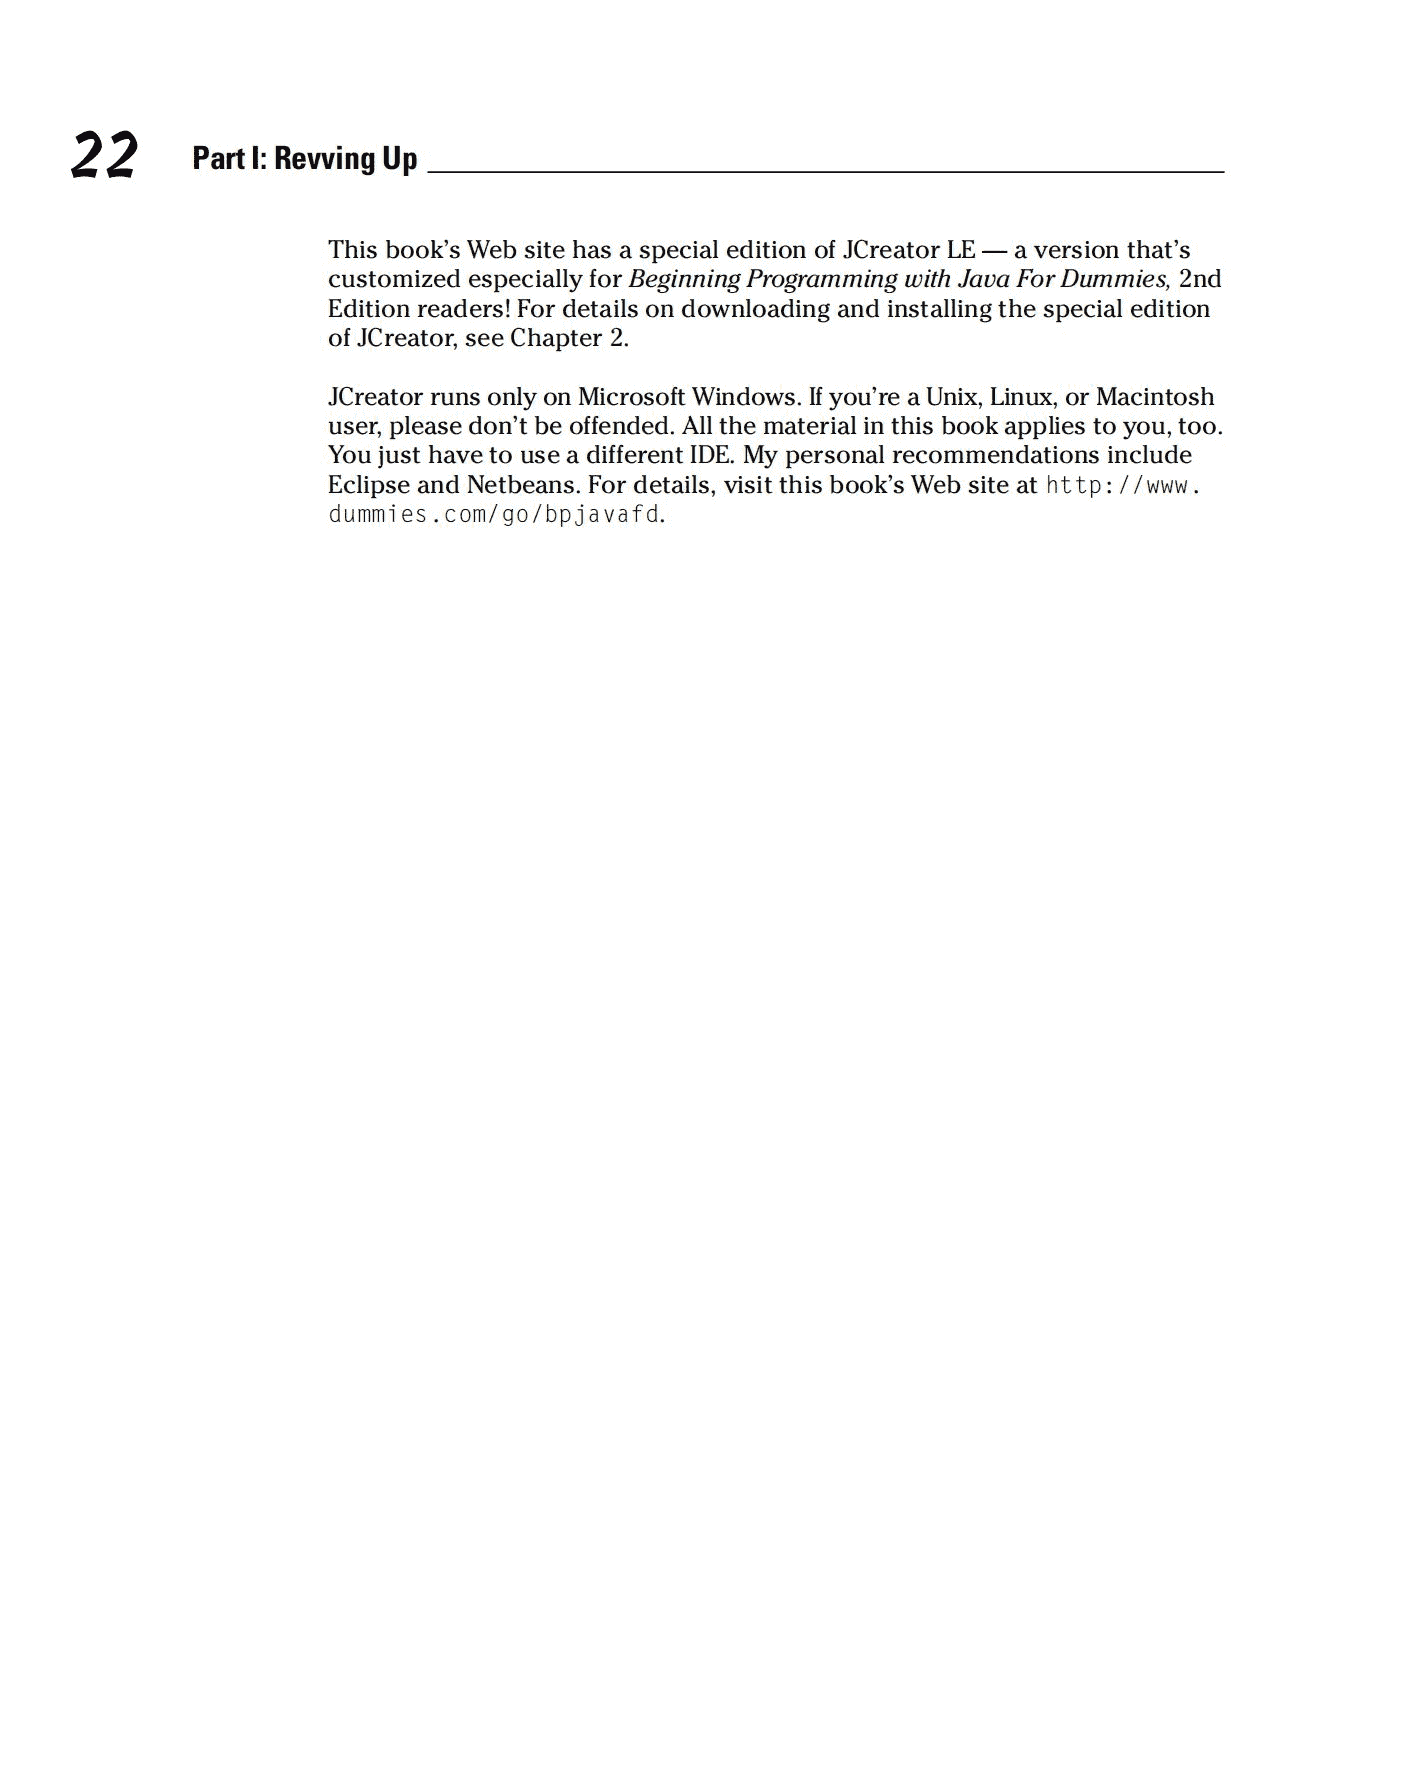 22 Part I: Revving Up
This book’s Web site has a special edition of JCreator LE — a version that’s
customized especially for Beginning Programming with Java For Dummies, 2nd
Edition readers! For details on downloading and installing the special edition
of JCreator, see Chapter 2.
JCreator runs only on Microsoft Windows. If you’re a Unix, Linux, or Macintosh
user, please don’t be offended. All the material in this book applies to you, too.
You just have to use a different IDE. My personal recommendations include
Eclipse and Netbeans. For details, visit this book’s Web site at http://www.
dummies.com/go/bpjavafd.